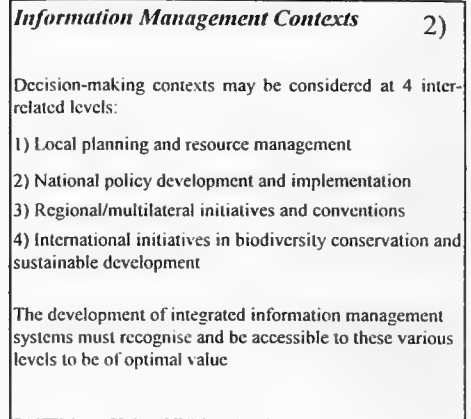 Information Management Contexts 2)
Decision-making contexts may be considered at 4 inter-
related levels:
1) Local planning and resource management
2) National policy development and implementation
3) Regional/multilateral initiatives and conventions
4) International initiatives in biodiversity conservation and
sustainable development
The development of integrated information management
systems must recognise and be accessible to these various
levels to be of optimal value